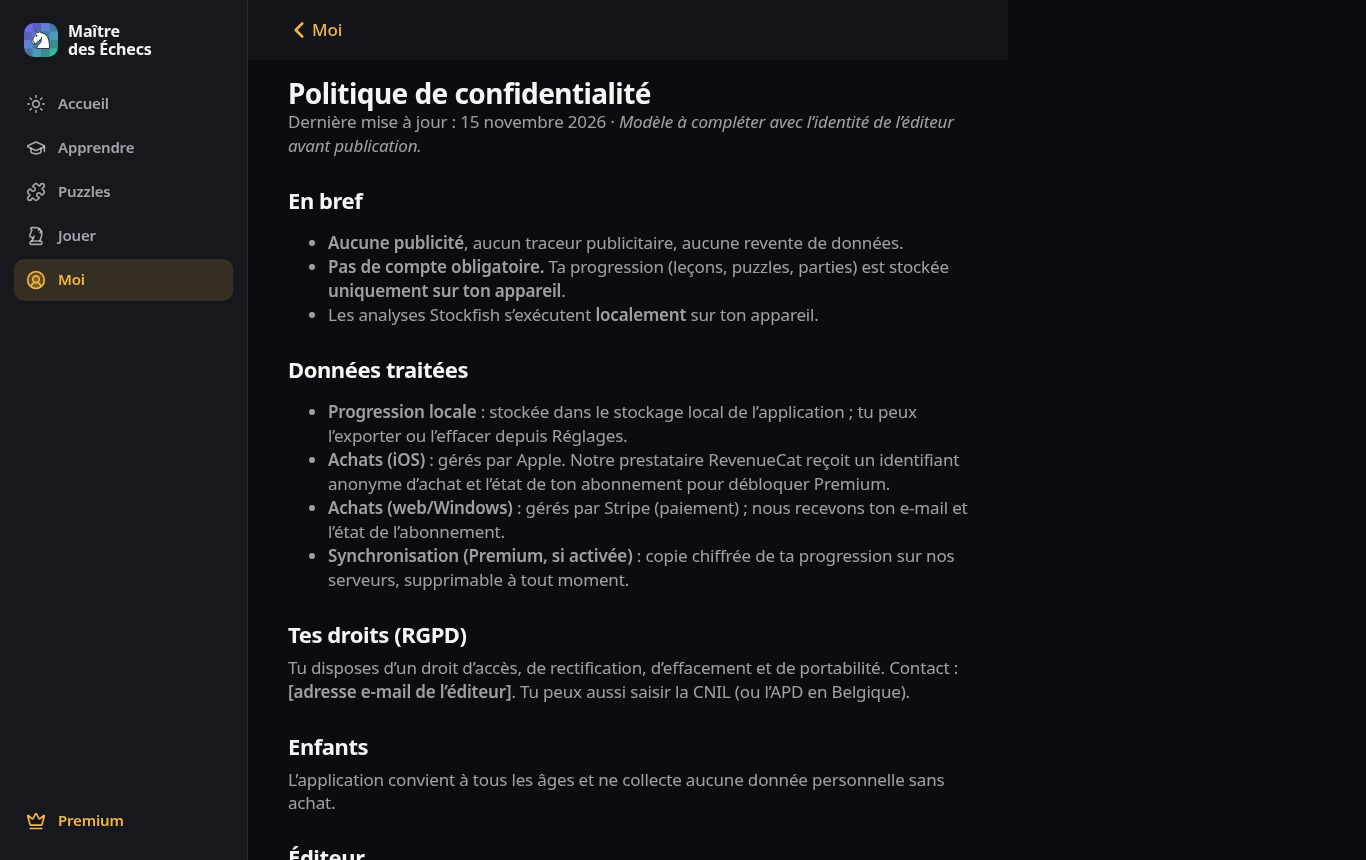 Maître
des Échecs
Accueil
Apprendre
Puzzles
Jouer
Moi
Premium
Moi
Politique de confidentialité
Dernière mise à jour : 15 novembre 2026 · Modèle à compléter avec l’identité de l’éditeur
avant publication.
En bref
Aucune publicité, aucun traceur publicitaire, aucune revente de données.
Pas de compte obligatoire. Ta progression (leçons, puzzles, parties) est stockée
uniquement sur ton appareil.
Les analyses Stockfish s’exécutent localement sur ton appareil.
Données traitées
Progression locale : stockée dans le stockage local de l’application ; tu peux
l’exporter ou l’effacer depuis Réglages.
Achats (iOS) : gérés par Apple. Notre prestataire RevenueCat reçoit un identifiant
anonyme d’achat et l’état de ton abonnement pour débloquer Premium.
Achats (web/Windows) : gérés par Stripe (paiement) ; nous recevons ton e-mail et
l’état de l’abonnement.
Synchronisation (Premium, si activée) : copie chiffrée de ta progression sur nos
serveurs, supprimable à tout moment.
Tes droits (RGPD)
Tu disposes d’un droit d’accès, de rectification, d’effacement et de portabilité. Contact :
[adresse e-mail de l’éditeur]. Tu peux aussi saisir la CNIL (ou l’APD en Belgique).
Enfants
L’application convient à tous les âges et ne collecte aucune donnée personnelle sans
achat.
Éditeur